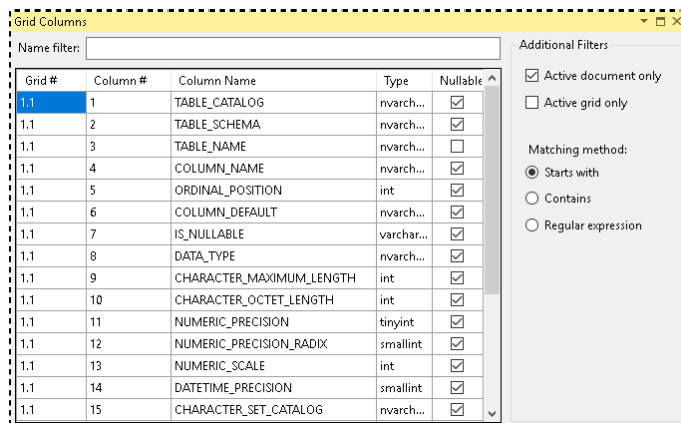 Grid Columns
Name filter:
Grid # Column # Column Name Type Nullable
1.1 1 TABLE_CATALOG nvarch...
1.1 2 TABLE_SCHEMA nvarch...
1.1 3 TABLE_NAME nvarch...
1.1 4 COLUMN_NAME nvarch...
1.1 5 ORDINAL_POSITION int
1.1 6 COLUMN_DEFAULT nvarch...
1.1 7 IS_NULLABLE varchar...
1.1 8 DATA_TYPE nvarch...
1.1 9 CHARACTER_MAXIMUM_LENGTH int
1.1 10 CHARACTER_OCTET_LENGTH int
1.1 11 NUMERIC_PRECISION tinyint
1.1 12 NUMERIC_PRECISION_RADIX smallint
1.1 13 NUMERIC_SCALE int
1.1 14 DATETIME_PRECISION smallint
1.1 15 CHARACTER_SET_CATALOG nvarch...
Additional Filters
Active document only
Active grid only
Matching method:
Starts with
Contains
Regular expression